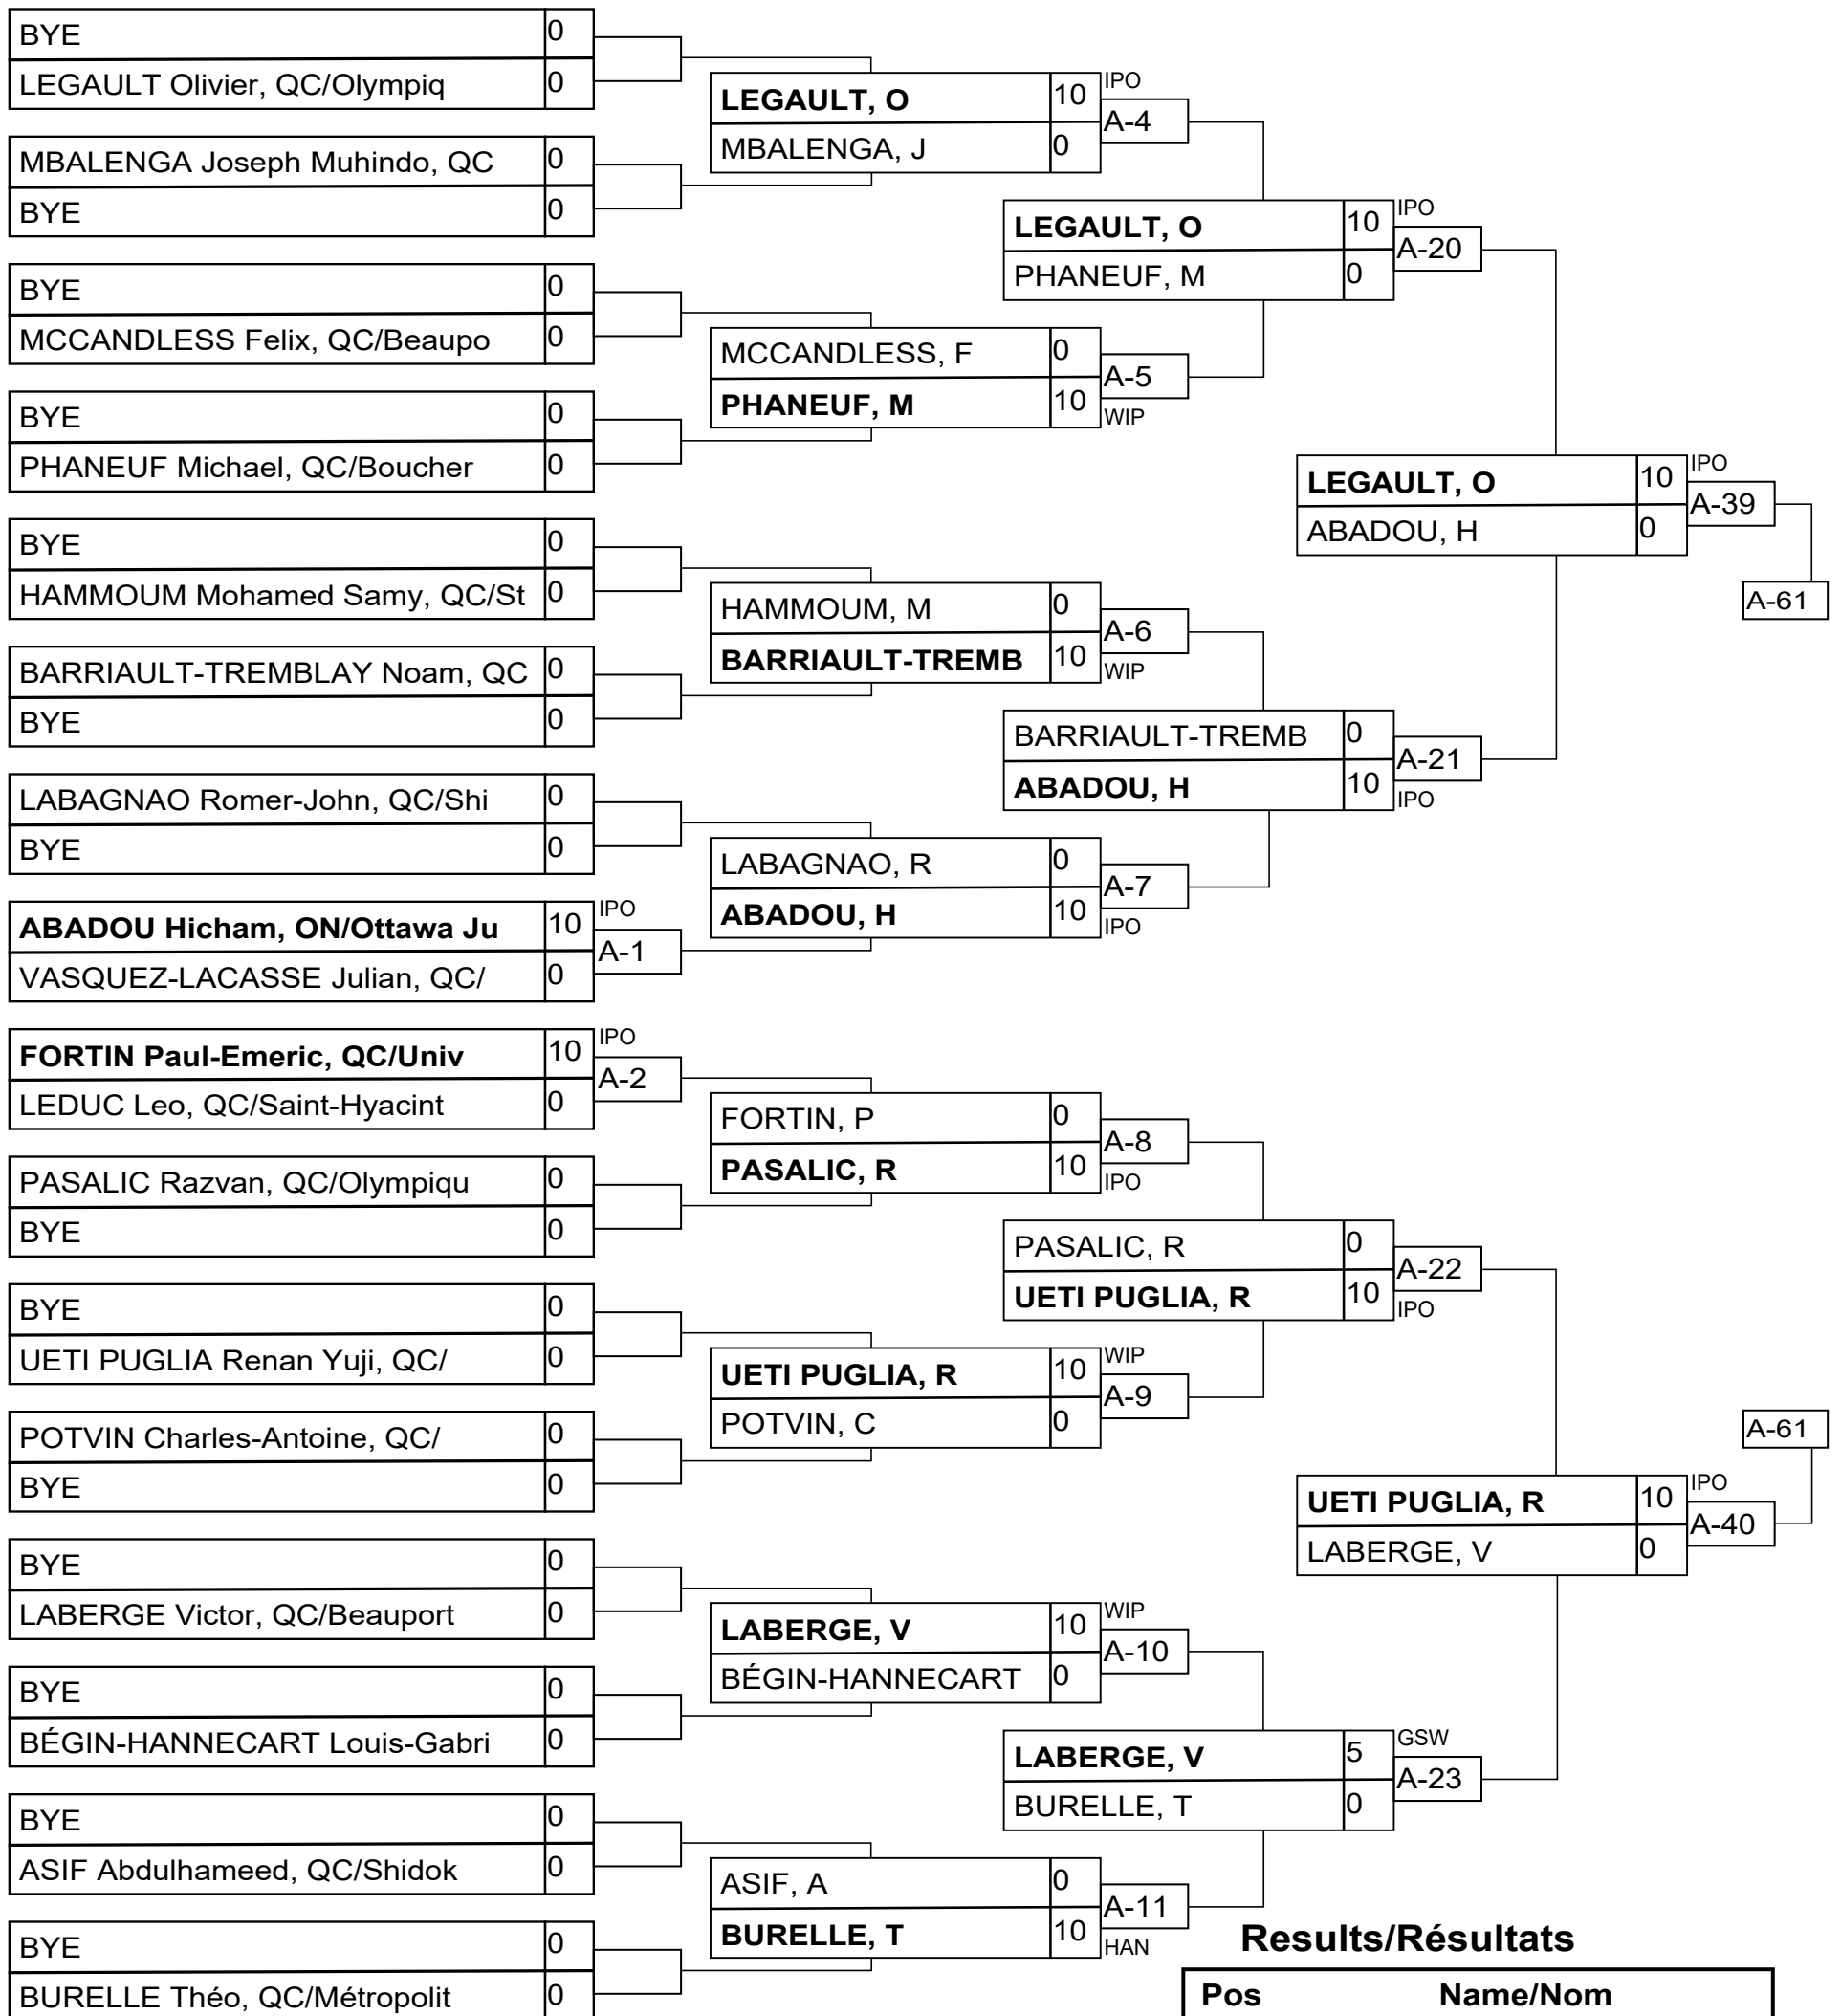 BYE 0
LEGAULT Olivier, QC/Olympiq 0
MBALENGA Joseph Muhindo, QC 0
BYE 0
BYE 0
MCCANDLESS Felix, QC/Beaupo 0
BYE 0
PHANEUF Michael, QC/Boucher 0
BYE 0
HAMMOUM Mohamed Samy, QC/St 0
BARRIAULT-TREMBLAY Noam, QC 0
BYE 0
LABAGNAO Romer-John, QC/Shi 0
BYE 0
ABADOU Hicham, ON/Ottawa Ju 10 IPO
A-1
VASQUEZ-LACASSE Julian, QC/ 0
FORTIN Paul-Emeric, QC/Univ 10 IPO
A-2
LEDUC Leo, QC/Saint-Hyacint 0
PASALIC Razvan, QC/Olympiqu 0
BYE 0
BYE 0
UETI PUGLIA Renan Yuji, QC/ 0
POTVIN Charles-Antoine, QC/ 0
BYE 0
BYE 0
LABERGE Victor, QC/Beauport 0
BYE 0
BÉGIN-HANNECART Louis-Gabri 0
BYE 0
ASIF Abdulhameed, QC/Shidok 0
BYE 0
BURELLE Théo, QC/Métropolit 0
LEGAULT, O 10 IPO
A-4
MBALENGA, J 0
MCCANDLESS, F 0
A-5
PHANEUF, M 10 WIP
HAMMOUM, M 0
A-6
BARRIAULT-TREMB 10 WIP
LABAGNAO, R 0
A-7
ABADOU, H 10 IPO
FORTIN, P 0
A-8
PASALIC, R 10 IPO
UETI PUGLIA, R 10 WIP
A-9
POTVIN, C 0
LABERGE, V 10 WIP
A-10
BÉGIN-HANNECART 0
ASIF, A 0
A-11
BURELLE, T 10 HAN
LEGAULT, O 10 IPO
A-20
PHANEUF, M 0
BARRIAULT-TREMB 0
A-21
ABADOU, H 10 IPO
PASALIC, R 0
A-22
UETI PUGLIA, R 10 IPO
LABERGE, V 5 GSW
A-23
BURELLE, T 0
LEGAULT, O 10 IPO
A-39
ABADOU, H 0
A-61
A-61
UETI PUGLIA, R 10 IPO
A-40
LABERGE, V 0
Results/Résultats
Pos Name/Nom